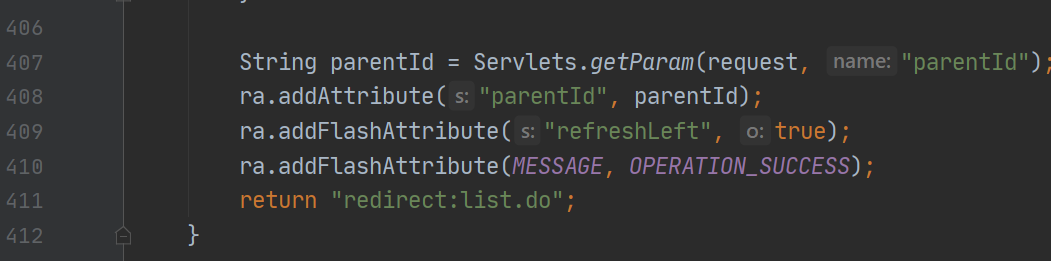 406
407 String parentId = Servlets.getParam(request, name: "parentId");
408 ra.addAttribute( s: "parentId", parentId);
409 ra.addFlashAttribute( s: "refreshLeft", o: true);
410 ra.addFlashAttribute(MESSAGE, OPERATION_SUCCESS);
411 return "redirect:list.do";
412 }